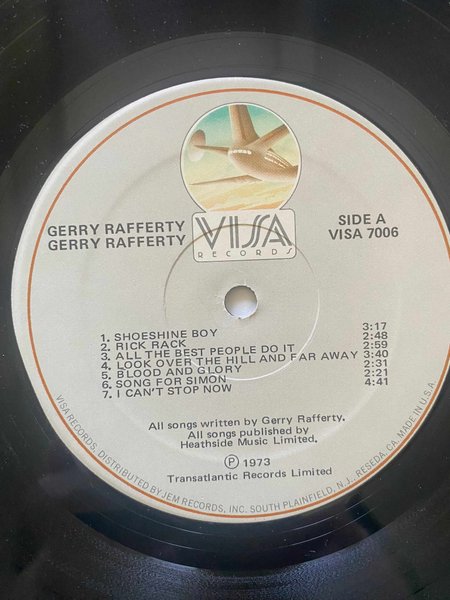 GERRY RAFFERTY
GERRY RAFFERTY
VISA
RECORDS
SIDE A
VISA 7006
1. SHOESHINE BOY 3:17
2. RICK RACK 2:48
3. ALL THE BEST PEOPLE DO IT 2:59
4. LOOK OVER THE HILL AND FAR AWAY 3:40
5. BLOOD AND GLORY 2:31
6. SONG FOR SIMON 2:21
7. I CAN'T STOP NOW 4:41
All songs written by Gerry Rafferty.
All songs published by
Heathside Music Limited.
Ⓟ 1973
Transatlantic Records Limited
VISA RECORDS, DISTRIBUTED BY JEM RECORDS, INC. SOUTH PLAINFIELD, N.J., RESEDA, CA. MADE IN U.S.A.